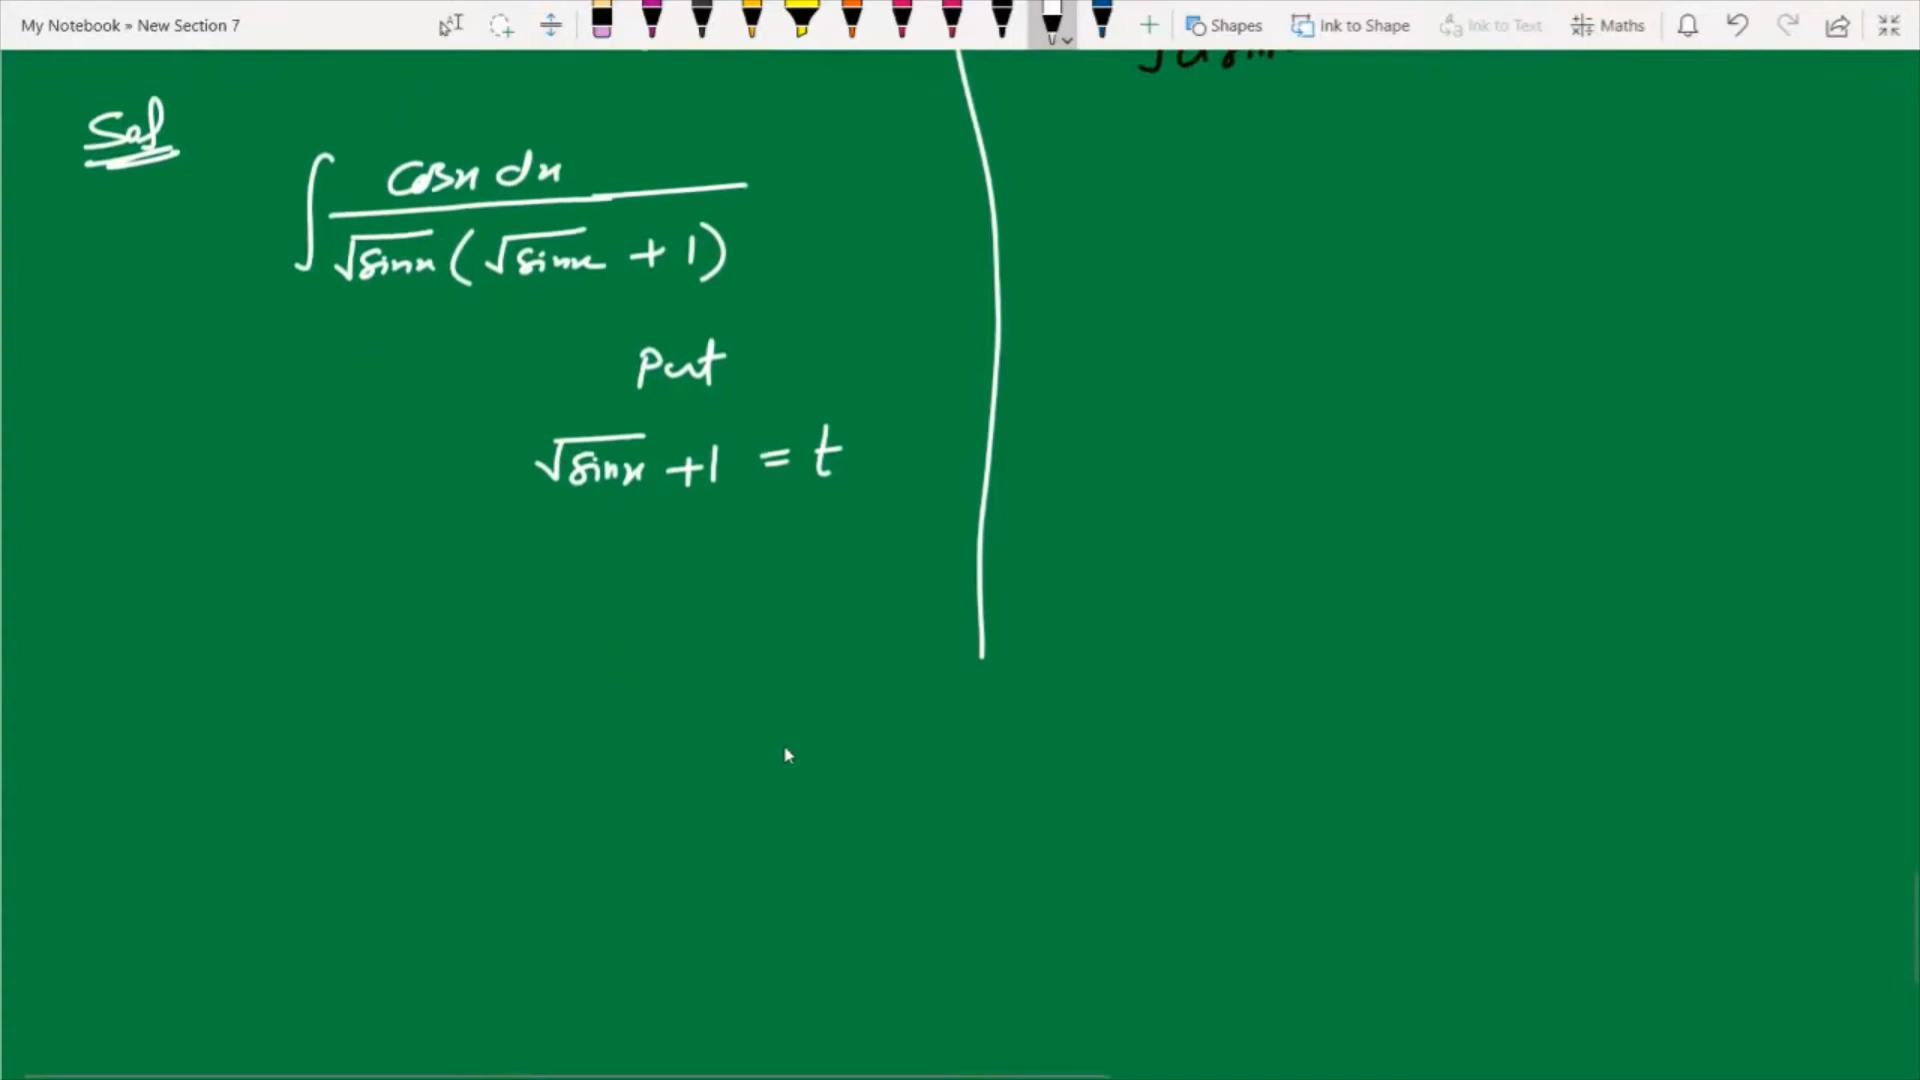 My Notebook » New Section 7
Shapes Ink to Shape Ink to Text Maths
Sol
∫ cosx dx / √sinx (√sinx + 1)
Put
√sinx + 1 = t